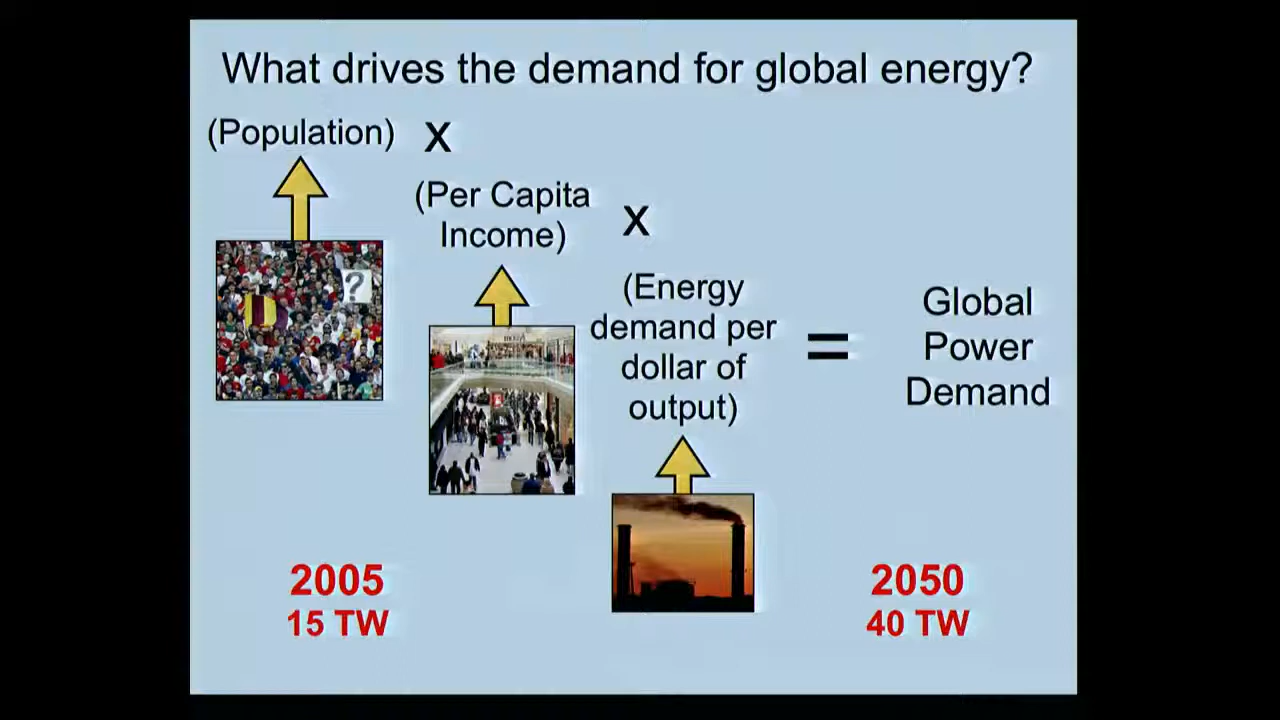 What drives the demand for global energy?
(Population)
x
(Per Capita
Income)
x
(Energy
demand per
dollar of
output)
=
Global
Power
Demand
?
2005
15 TW
2050
40 TW